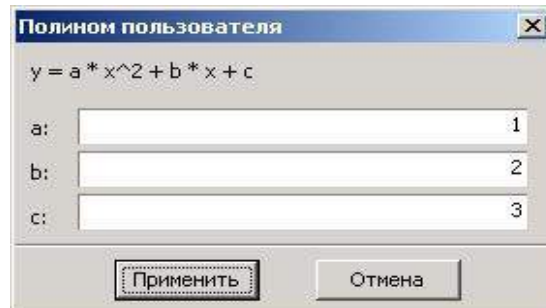 Полином пользователя
y = a * x^2 + b * x + c
a: 1
b: 2
c: 3
Применить Отмена